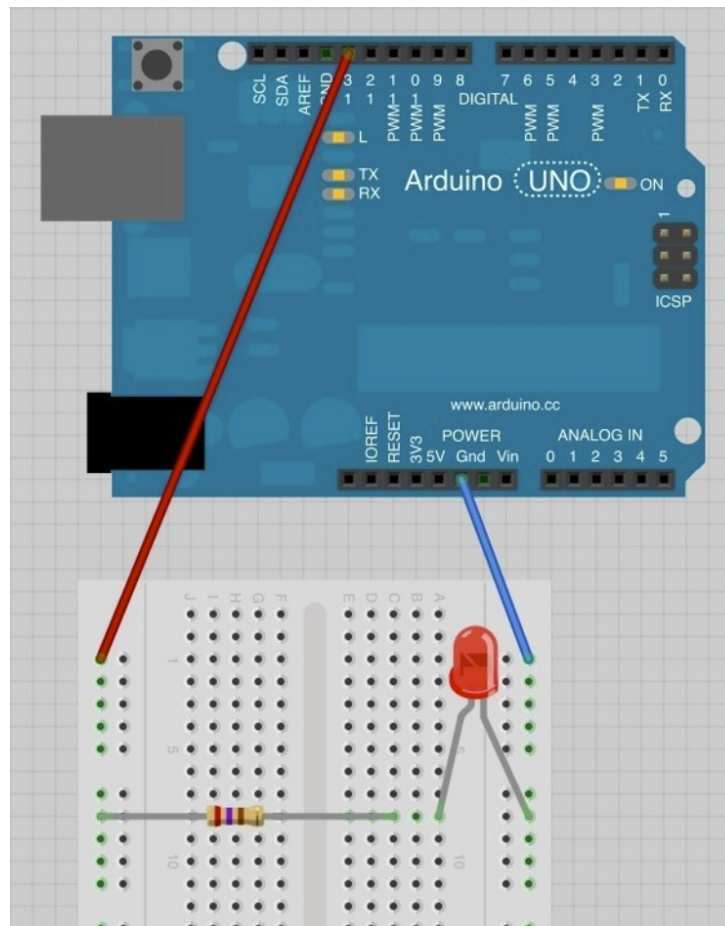 SCL
SDA
AREF
GND
13
12
PWM 11
PWM 10
PWM 9
8
DIGITAL
7
PWM 6
PWM 5
4
PWM 3
2
TX 1
RX 0
L
TX
RX
Arduino UNO
ON
1
ICSP
www.arduino.cc
POWER
ANALOG IN
IOREF
RESET
3V3
5V Gnd Vin
0 1 2 3 4 5
J I H G F E D C B A
1
5 5
10 10